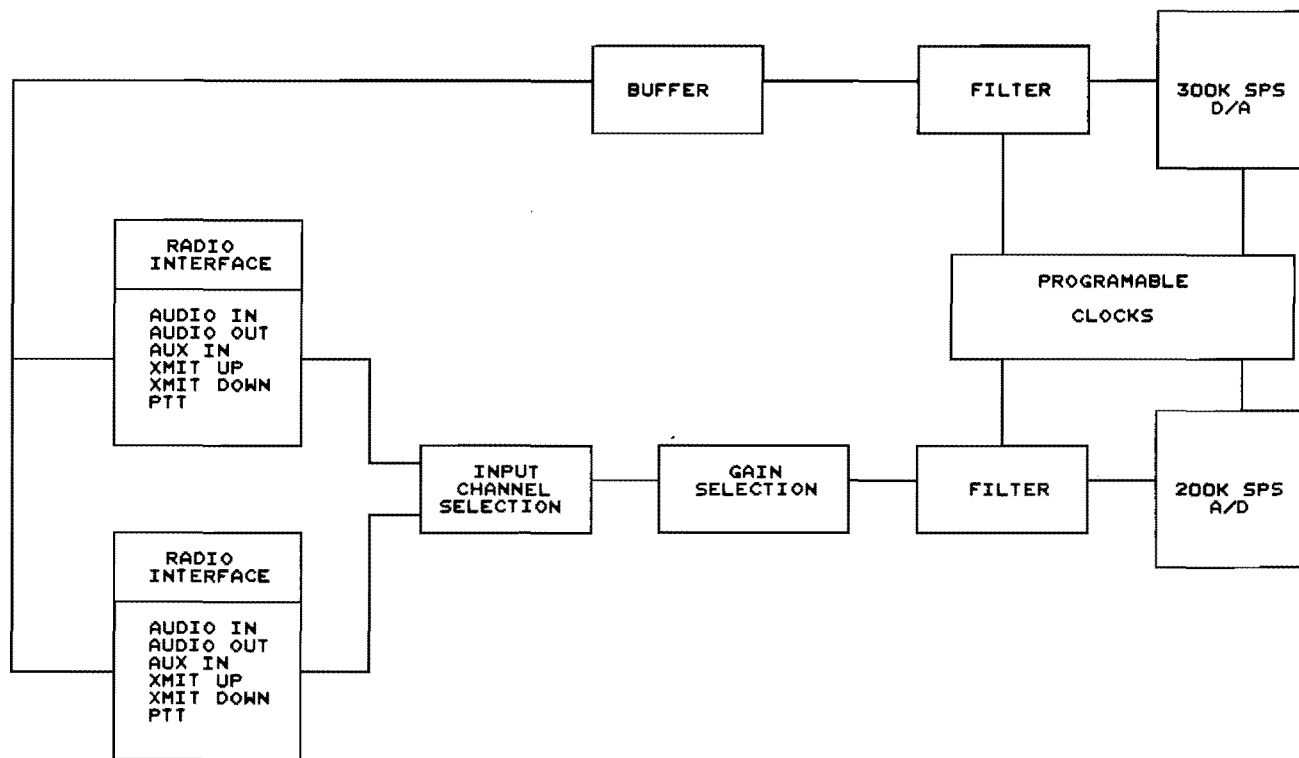 BUFFER
FILTER
300K SPS
D/A
RADIO
INTERFACE
AUDIO IN
AUDIO OUT
AUX IN
XMIT UP
XMIT DOWN
PTT
PROGRAMABLE
CLOCKS
INPUT
CHANNEL
SELECTION
GAIN
SELECTION
FILTER
200K SPS
A/D
RADIO
INTERFACE
AUDIO IN
AUDIO OUT
AUX IN
XMIT UP
XMIT DOWN
PTT